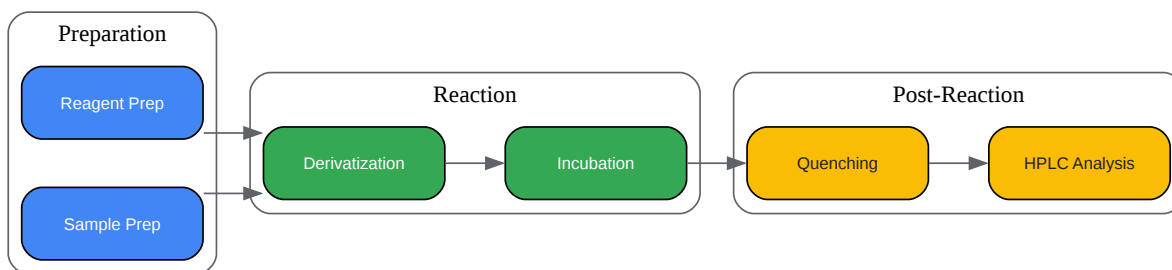 Preparation
Reagent Prep
Sample Prep
Reaction
Derivatization
Incubation
Post-Reaction
Quenching
HPLC Analysis